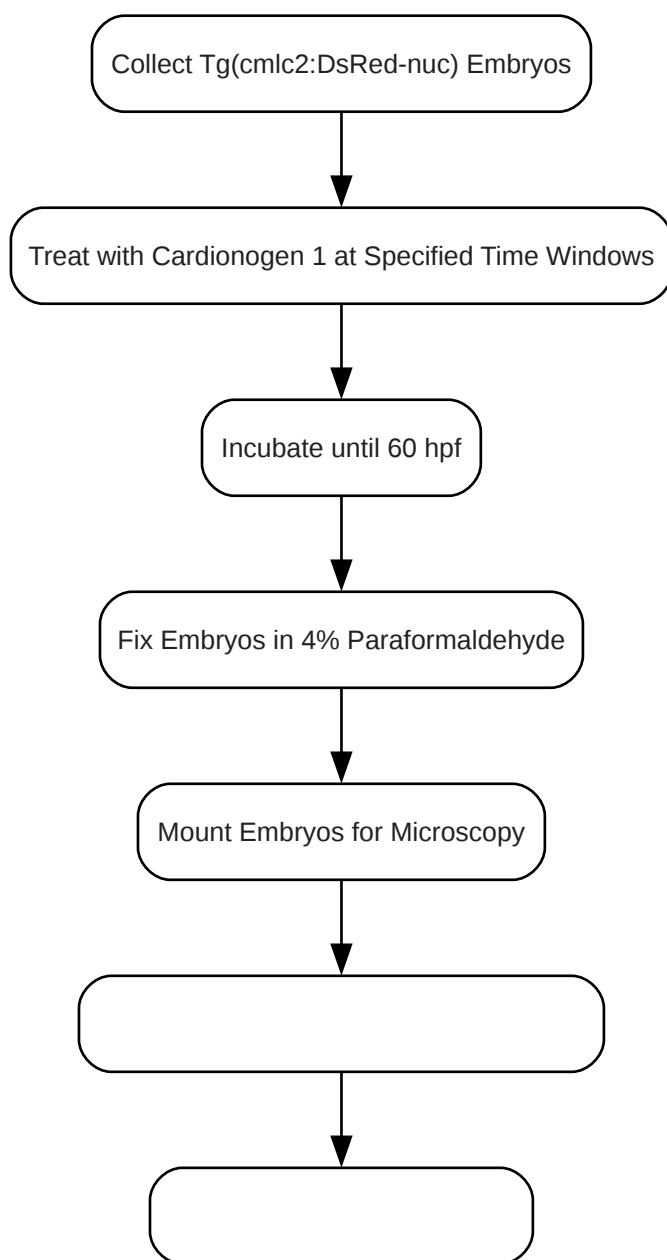 Collect Tg(cmlc2:DsRed-nuc) Embryos
Treat with Cardionogen 1 at Specified Time Windows
Incubate until 60 hpf
Fix Embryos in 4% Paraformaldehyde
Mount Embryos for Microscopy